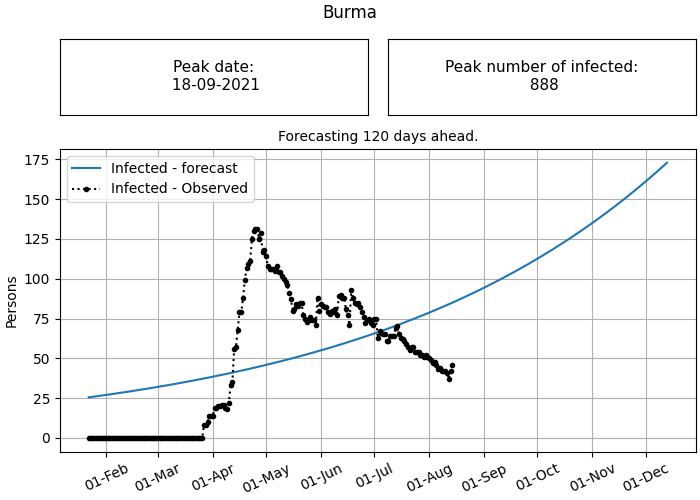 Burma
Peak date:
18-09-2021
Peak number of infected:
888
Forecasting 120 days ahead.
Infected - forecast
Infected - Observed
Persons
175
150
125
100
75
50
25
0
01-Feb
01-Mar
01-Apr
01-May
01-Jun
01-Jul
01-Aug
01-Sep
01-Oct
01-Nov
01-Dec